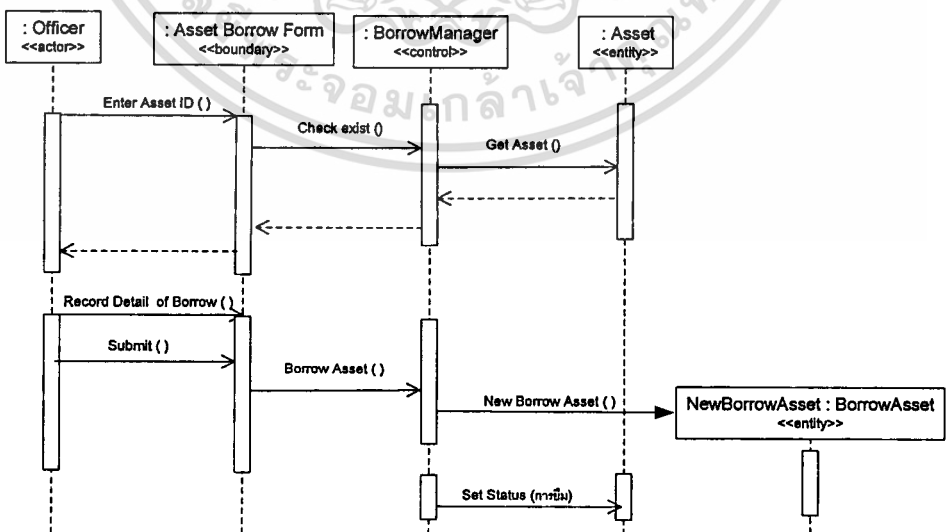 : Officer
<<actor>>
: Asset Borrow Form
<<boundary>>
: BorrowManager
<<control>>
: Asset
<<entity>>
Enter Asset ID ( )
Check exist ()
Get Asset ()
Record Detail of Borrow ( )
Submit ( )
Borrow Asset ( )
New Borrow Asset ( )
NewBorrowAsset : BorrowAsset
<<entity>>
Set Status (การยืม)